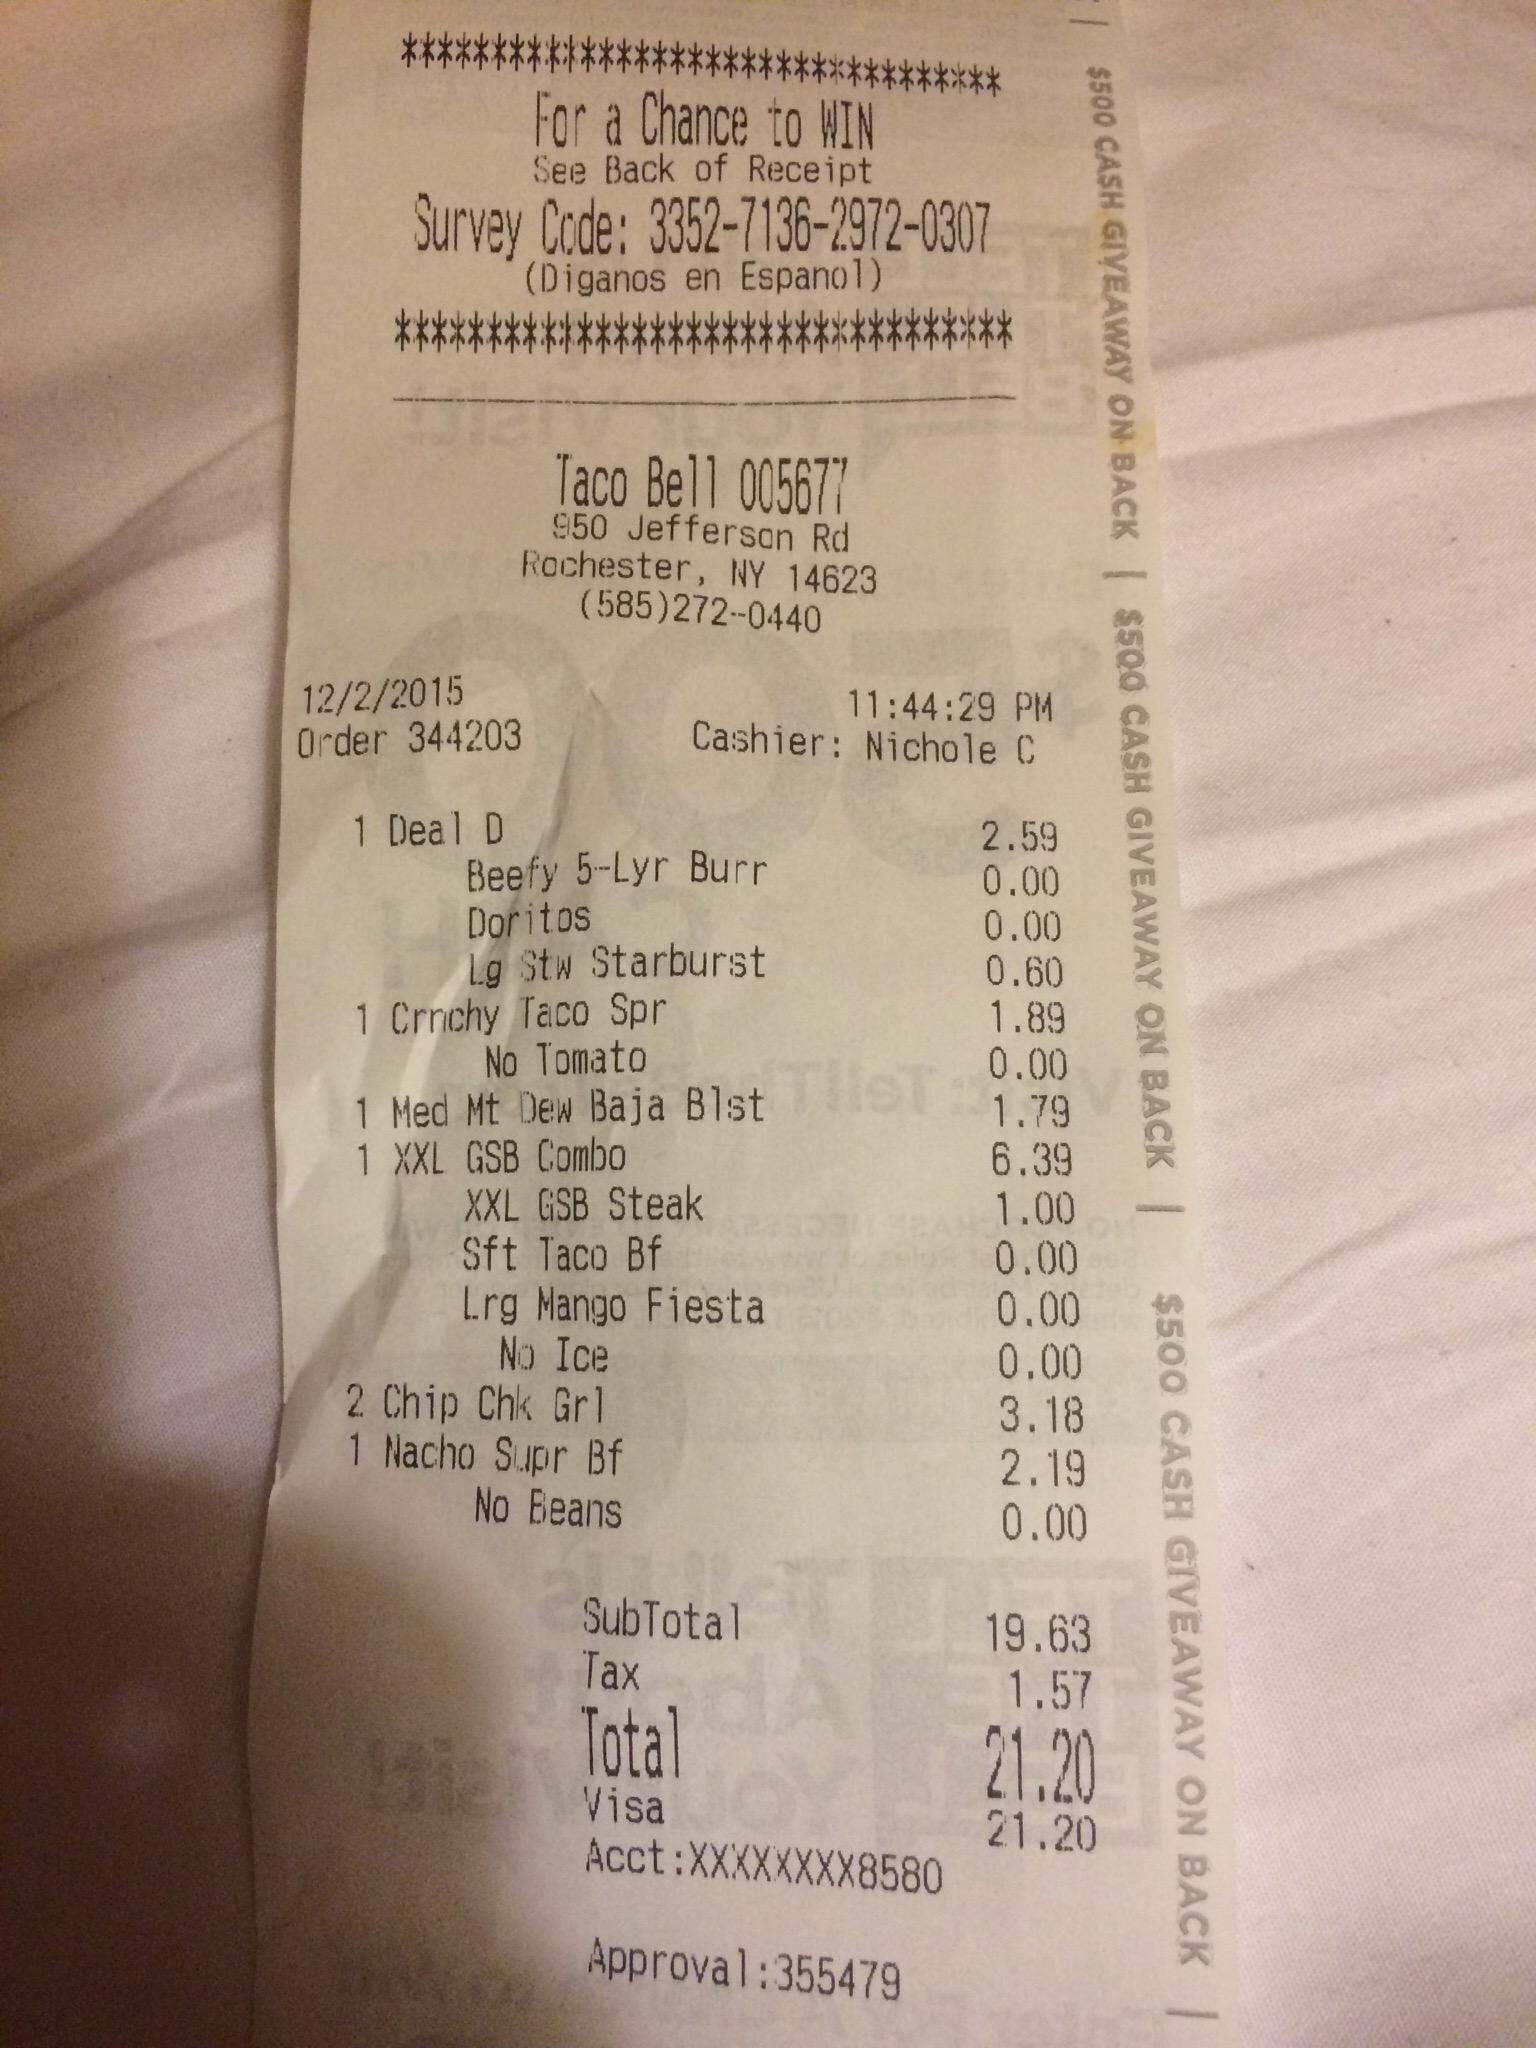 *********************************
For a Chance to WIN
See Back of Receipt
Survey Code: 3352-7136-2972-0307
(Diganos en Espanol)
**********************************
Taco Bell 005677
950 Jefferson Rd
Rochester, NY 14623
(585)272-0440
12/2/2015 11:44:29 PM
Order 344203 Cashier: Nichole C
1 Deal D 2.59
Beefy 5-Lyr Burr 0.00
Doritos 0.00
Lg Stw Starburst 0.60
1 Crnchy Taco Spr 1.89
No Tomato 0.00
1 Med Mt Dew Baja Blst 1.79
1 XXL GSB Combo 6.39
XXL GSB Steak 1.00
Sft Taco Bf 0.00
Lrg Mango Fiesta 0.00
No Ice 0.00
2 Chip Chk Grl 3.18
1 Nacho Supr Bf 2.19
No Beans 0.00
SubTotal 19.63
Tax 1.57
Total 21.20
Visa 21.20
Acct:XXXXXXXX8580
Approval:355479
| $500 CASH GIVEAWAY ON BACK | $500 CASH GIVEAWAY ON BACK | $500 CASH GIVEAWAY ON BACK |